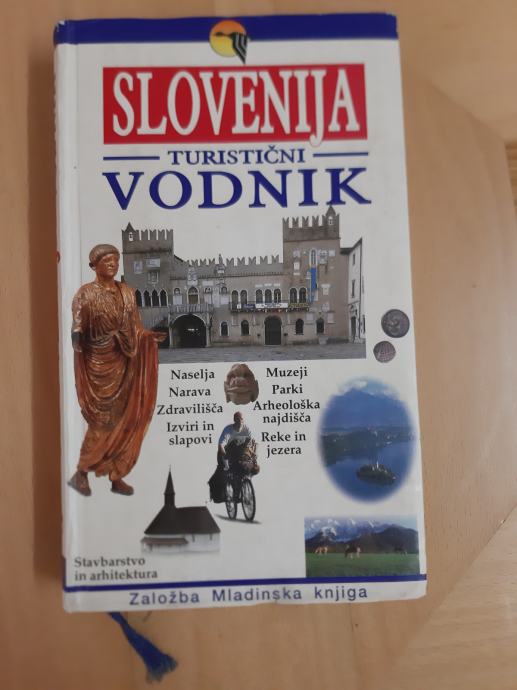 SLOVENIJA
TURISTIČNI
VODNIK
Naselja
Narava
Zdravilišča
Izviri in
slapovi
Muzeji
Parki
Arheološka
najdišča
Reke in
jezera
Stavbarstvo
in arhitektura
Založba Mladinska knjiga